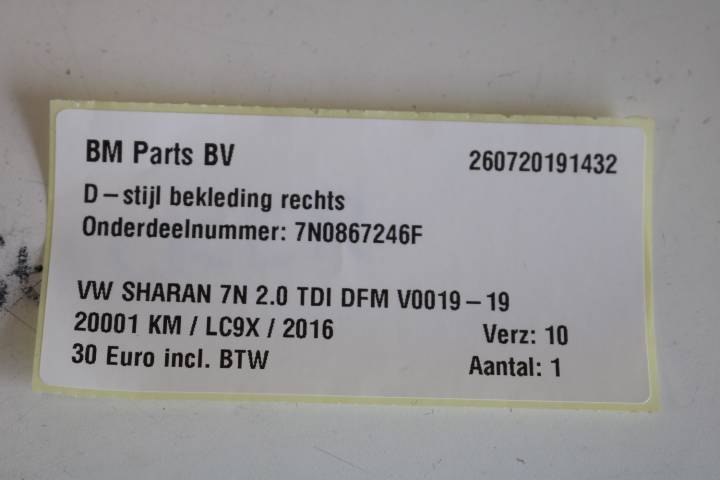 BM Parts BV 260720191432
D-stijl bekleding rechts
Onderdeelnummer: 7N0867246F
VW SHARAN 7N 2.0 TDI DFM V0019-19
20001 KM / LC9X / 2016 Verz: 10
30 Euro incl. BTW Aantal: 1